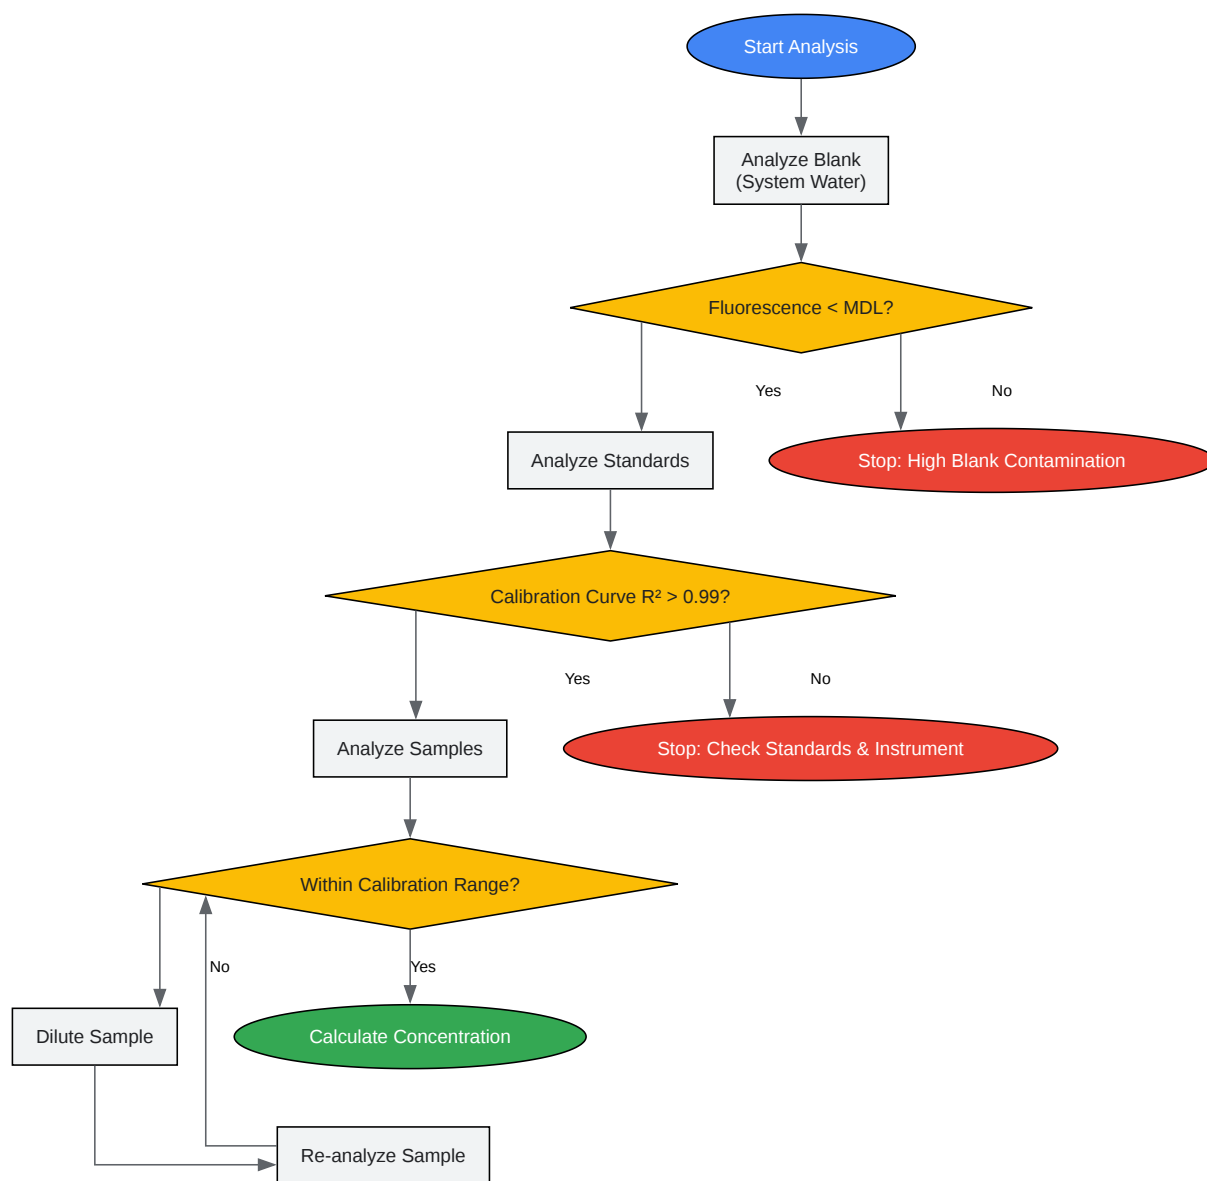 Start Analysis
Analyze Blank
(System Water)
Fluorescence < MDL?
Yes
No
Analyze Standards
Stop: High Blank Contamination
Calibration Curve R² > 0.99?
Yes
No
Analyze Samples
Stop: Check Standards & Instrument
Within Calibration Range?
No
Yes
Dilute Sample
Calculate Concentration
Re-analyze Sample